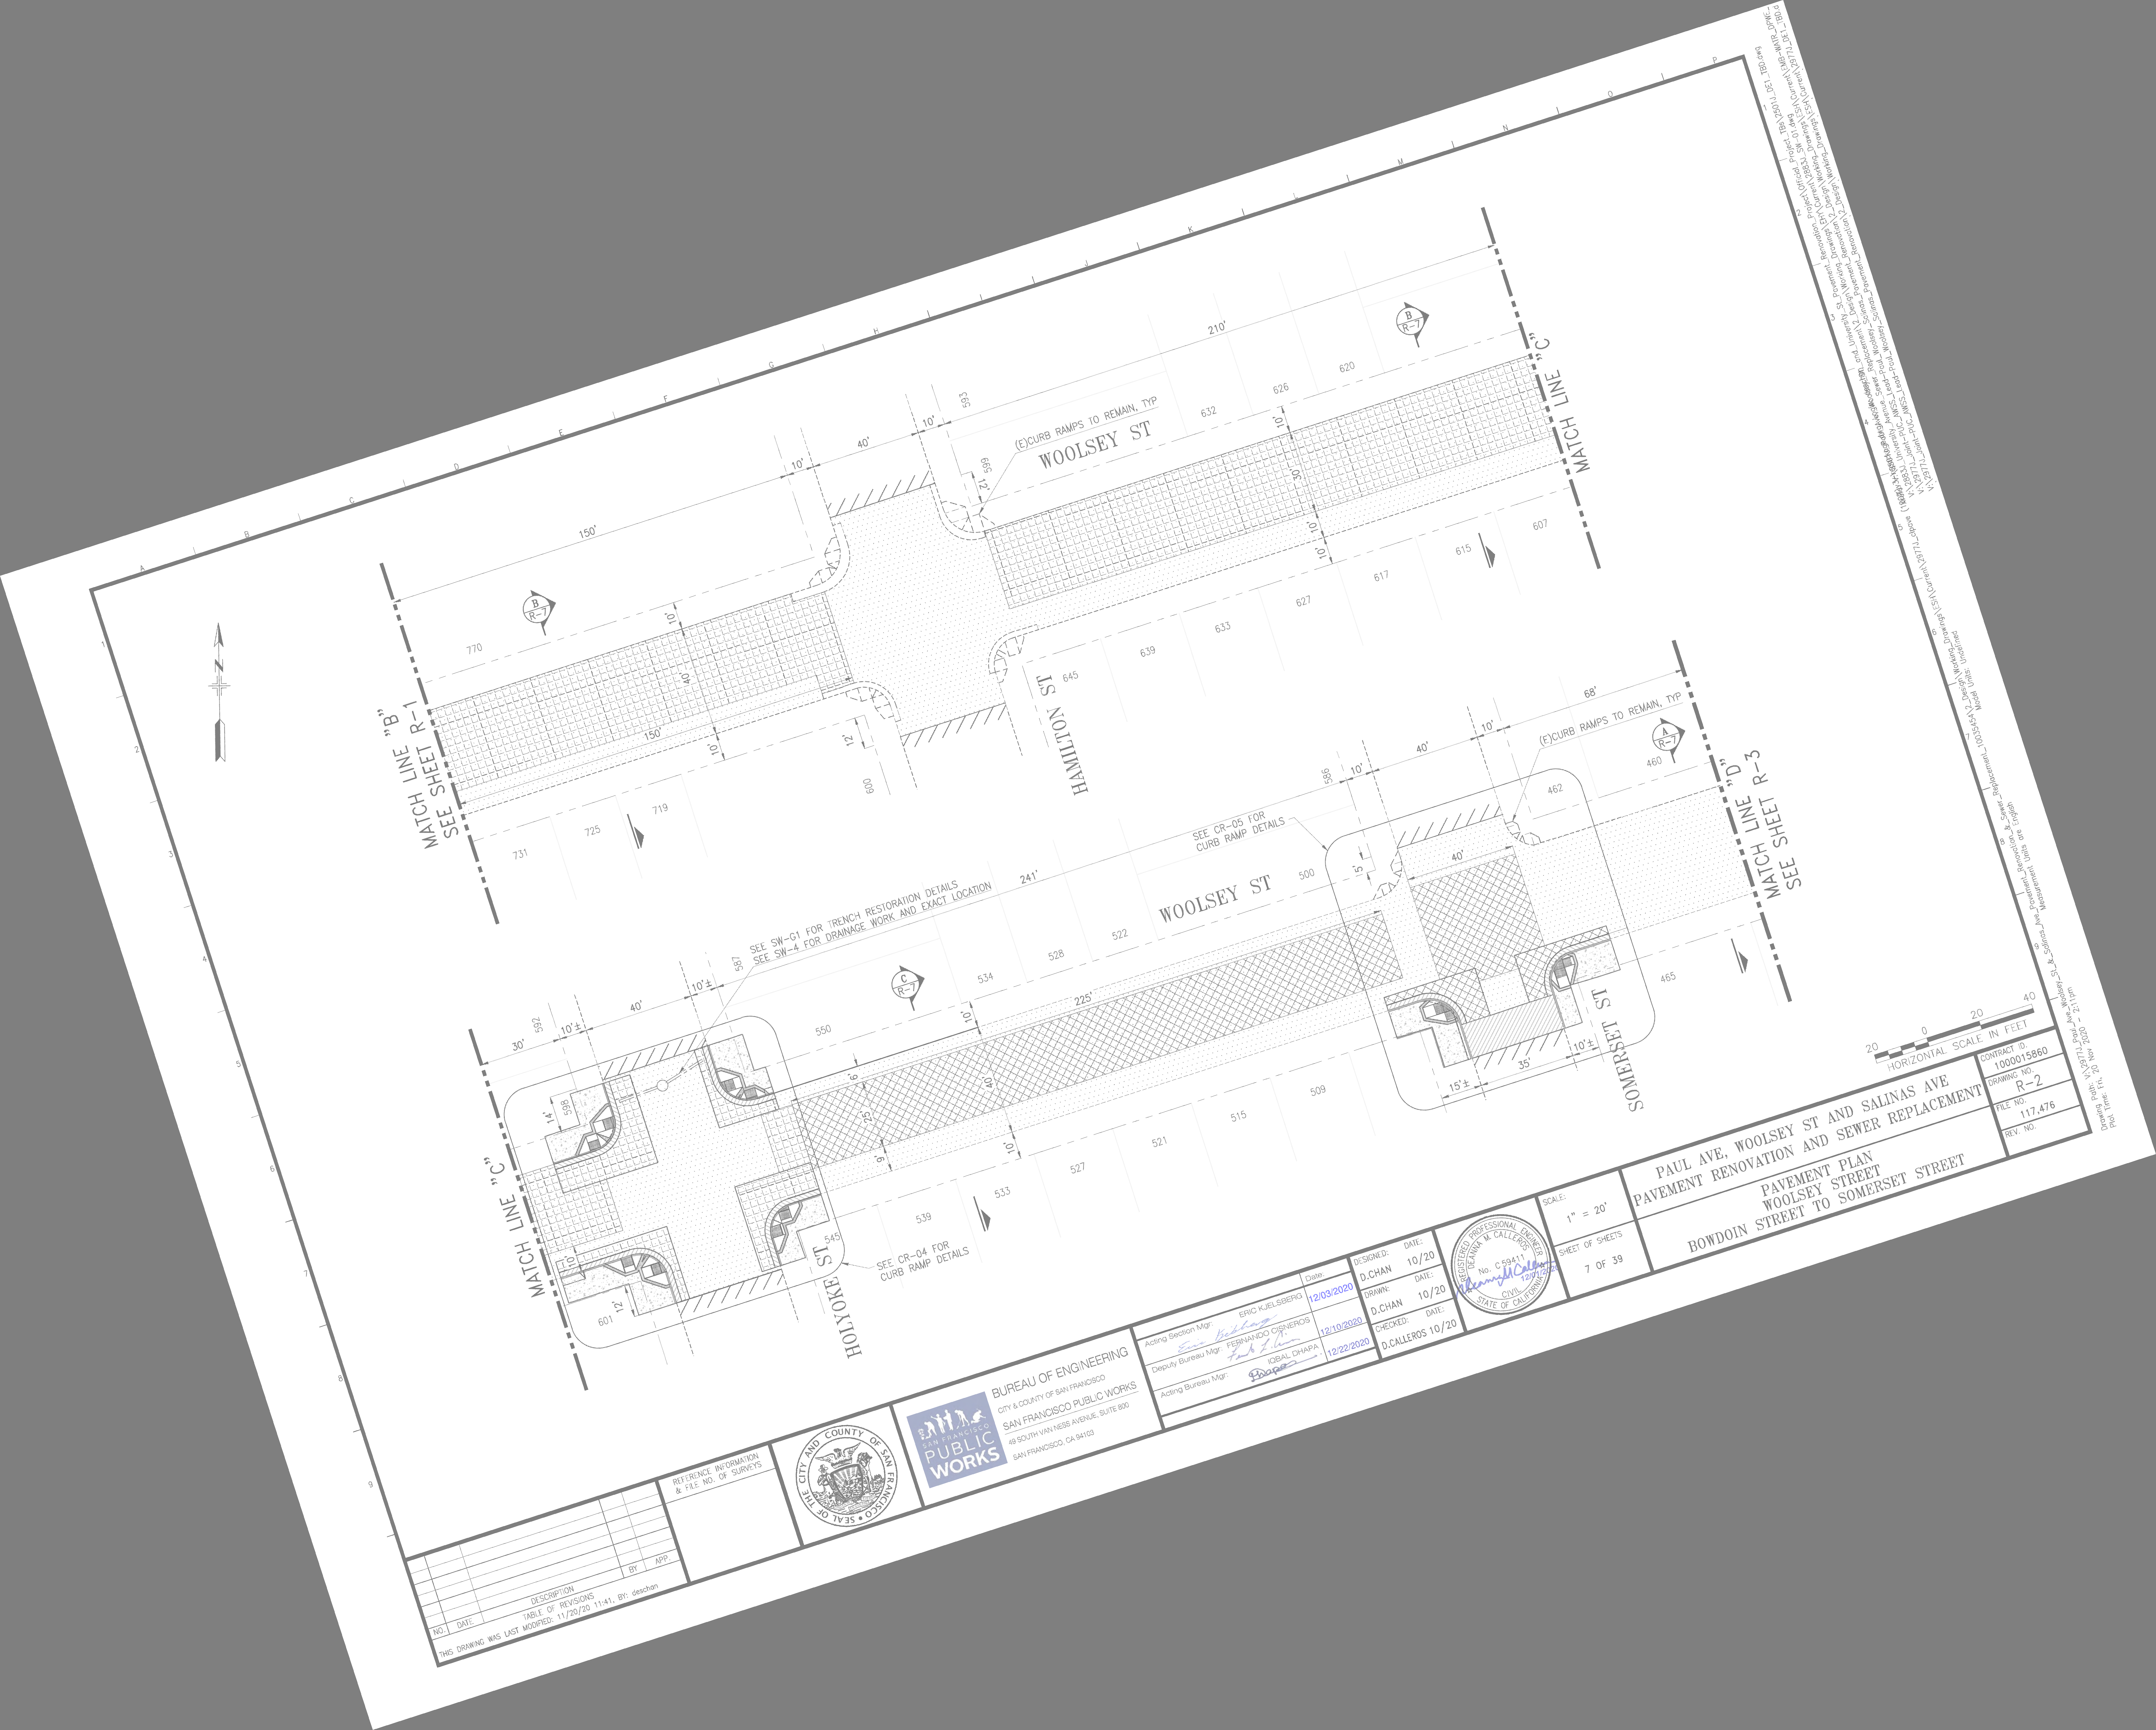 A
B
C
D
E
F
G
H
I
J
K
L
M
N
O
P
1
2
3
4
5
6
7
8
9
N
MATCH LINE "B"
SEE SHEET R-1
150'
10'
40'
10'
593
210'
B
R-7
770
10'
40'
150'
10'
731
725
719
12'
600
599
12'
(E)CURB RAMPS TO REMAIN, TYP
WOOLSEY ST
632
626
620
B
R-7
10'
30'
10'
10'
HAMILTON ST
645
639
633
627
617
615
607
MATCH LINE "C"
MATCH LINE "C"
30'
592
10'±
40'
10'±
587
241'
SEE SW-G1 FOR TRENCH RESTORATION DETAILS
SEE SW-4 FOR DRAINAGE WORK AND EXACT LOCATION
14'
598
10'
12'
601
550
C
R-7
534
528
522
WOOLSEY ST
500
6'
25'
9'
10'
40'
10'
225'
545
539
533
527
521
515
509
HOLYOKE ST
SEE CR-04 FOR
CURB RAMP DETAILS
SEE CR-05 FOR
CURB RAMP DETAILS
586
10'
40'
10'
68'
(E)CURB RAMPS TO REMAIN, TYP
5'
40'
462
460
A
R-7
465
15'±
35'
10'±
SOMERSET ST
MATCH LINE "D"
SEE SHEET R-3
20
0
20
40
HORIZONTAL SCALE IN FEET
NO.
DATE
DESCRIPTION
BY
APP.
TABLE OF REVISIONS
THIS DRAWING WAS LAST MODIFIED: 11/20/20 11:41, BY: deschan
REFERENCE INFORMATION
& FILE NO. OF SURVEYS
SEAL OF THE CITY AND COUNTY OF SAN FRANCISCO
SAN FRANCISCO
PUBLIC
WORKS
BUREAU OF ENGINEERING
CITY & COUNTY OF SAN FRANCISCO
SAN FRANCISCO PUBLIC WORKS
49 SOUTH VAN NESS AVENUE, SUITE 800
SAN FRANCISCO, CA 94103
Acting Section Mgr:
ERIC KJELSBERG
Date:
12/03/2020
Deputy Bureau Mgr:
FERNANDO CISNEROS
12/10/2020
Acting Bureau Mgr:
IQBAL DHAPA
12/22/2020
DESIGNED:
DATE:
D.CHAN
10/20
DRAWN:
DATE:
D.CHAN
10/20
CHECKED:
DATE:
D.CALLEROS 10/20
REGISTERED PROFESSIONAL ENGINEER
DEANNA M. CALLEROS
No. C 59411
12/01/2020
CIVIL
STATE OF CALIFORNIA
SCALE:
1" = 20'
SHEET OF SHEETS
7 OF 39
PAUL AVE, WOOLSEY ST AND SALINAS AVE
PAVEMENT RENOVATION AND SEWER REPLACEMENT
PAVEMENT PLAN
WOOLSEY STREET
BOWDOIN STREET TO SOMERSET STREET
CONTRACT ID.
1000015860
DRAWING NO.
R-2
FILE NO.
117,476
REV. NO.
Plot Time: Fri, 20 Nov 2020 - 2:11pm
Measurement Units are English
Model Units: Undefined